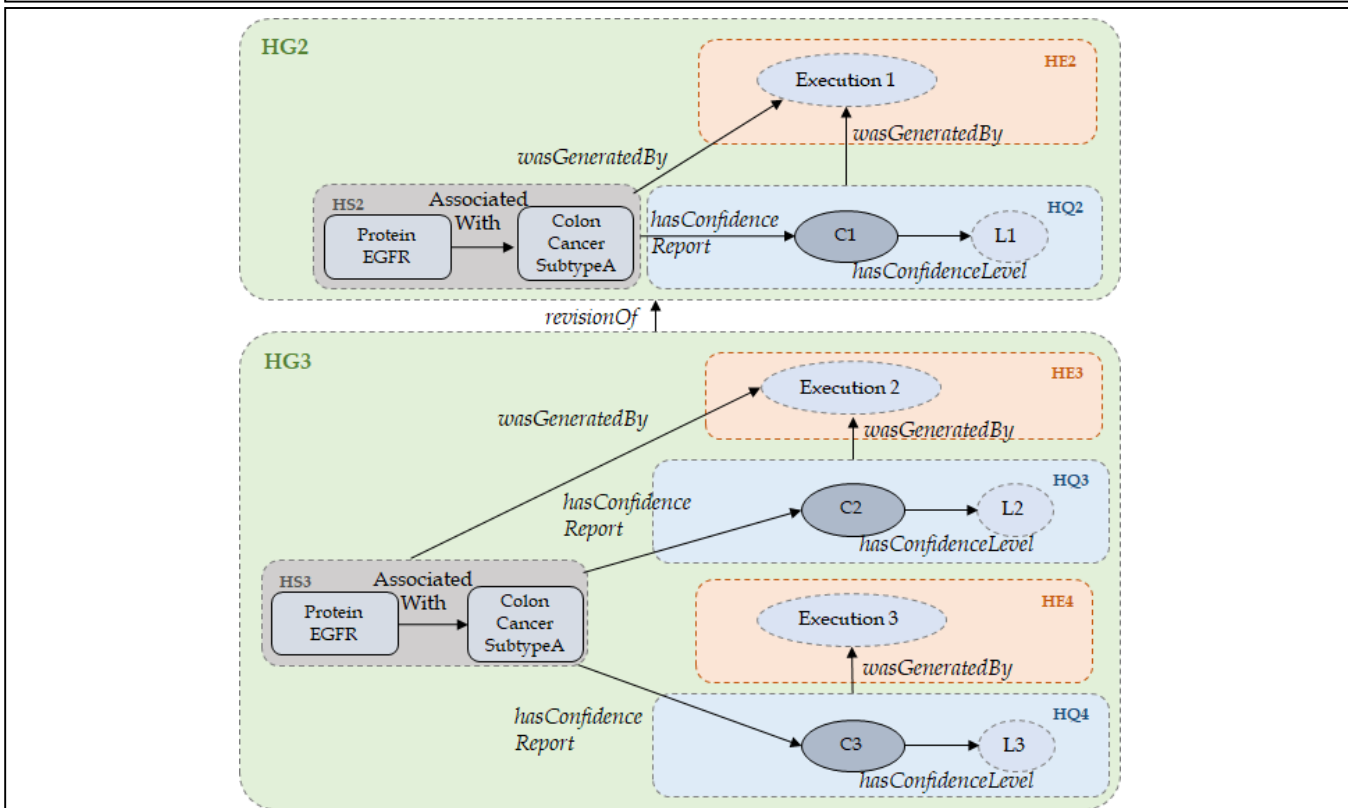 HG2
HE2
Execution 1
wasGeneratedBy
wasGeneratedBy
HS2
Associated
With
Protein
EGFR
Colon
Cancer
SubtypeA
hasConfidence
Report
HQ2
C1
L1
hasConfidenceLevel
revisionOf
HG3
HE3
Execution 2
wasGeneratedBy
wasGeneratedBy
HQ3
hasConfidence
Report
C2
L2
hasConfidenceLevel
HS3
Associated
With
Protein
EGFR
Colon
Cancer
SubtypeA
HE4
Execution 3
wasGeneratedBy
HQ4
hasConfidence
Report
C3
L3
hasConfidenceLevel